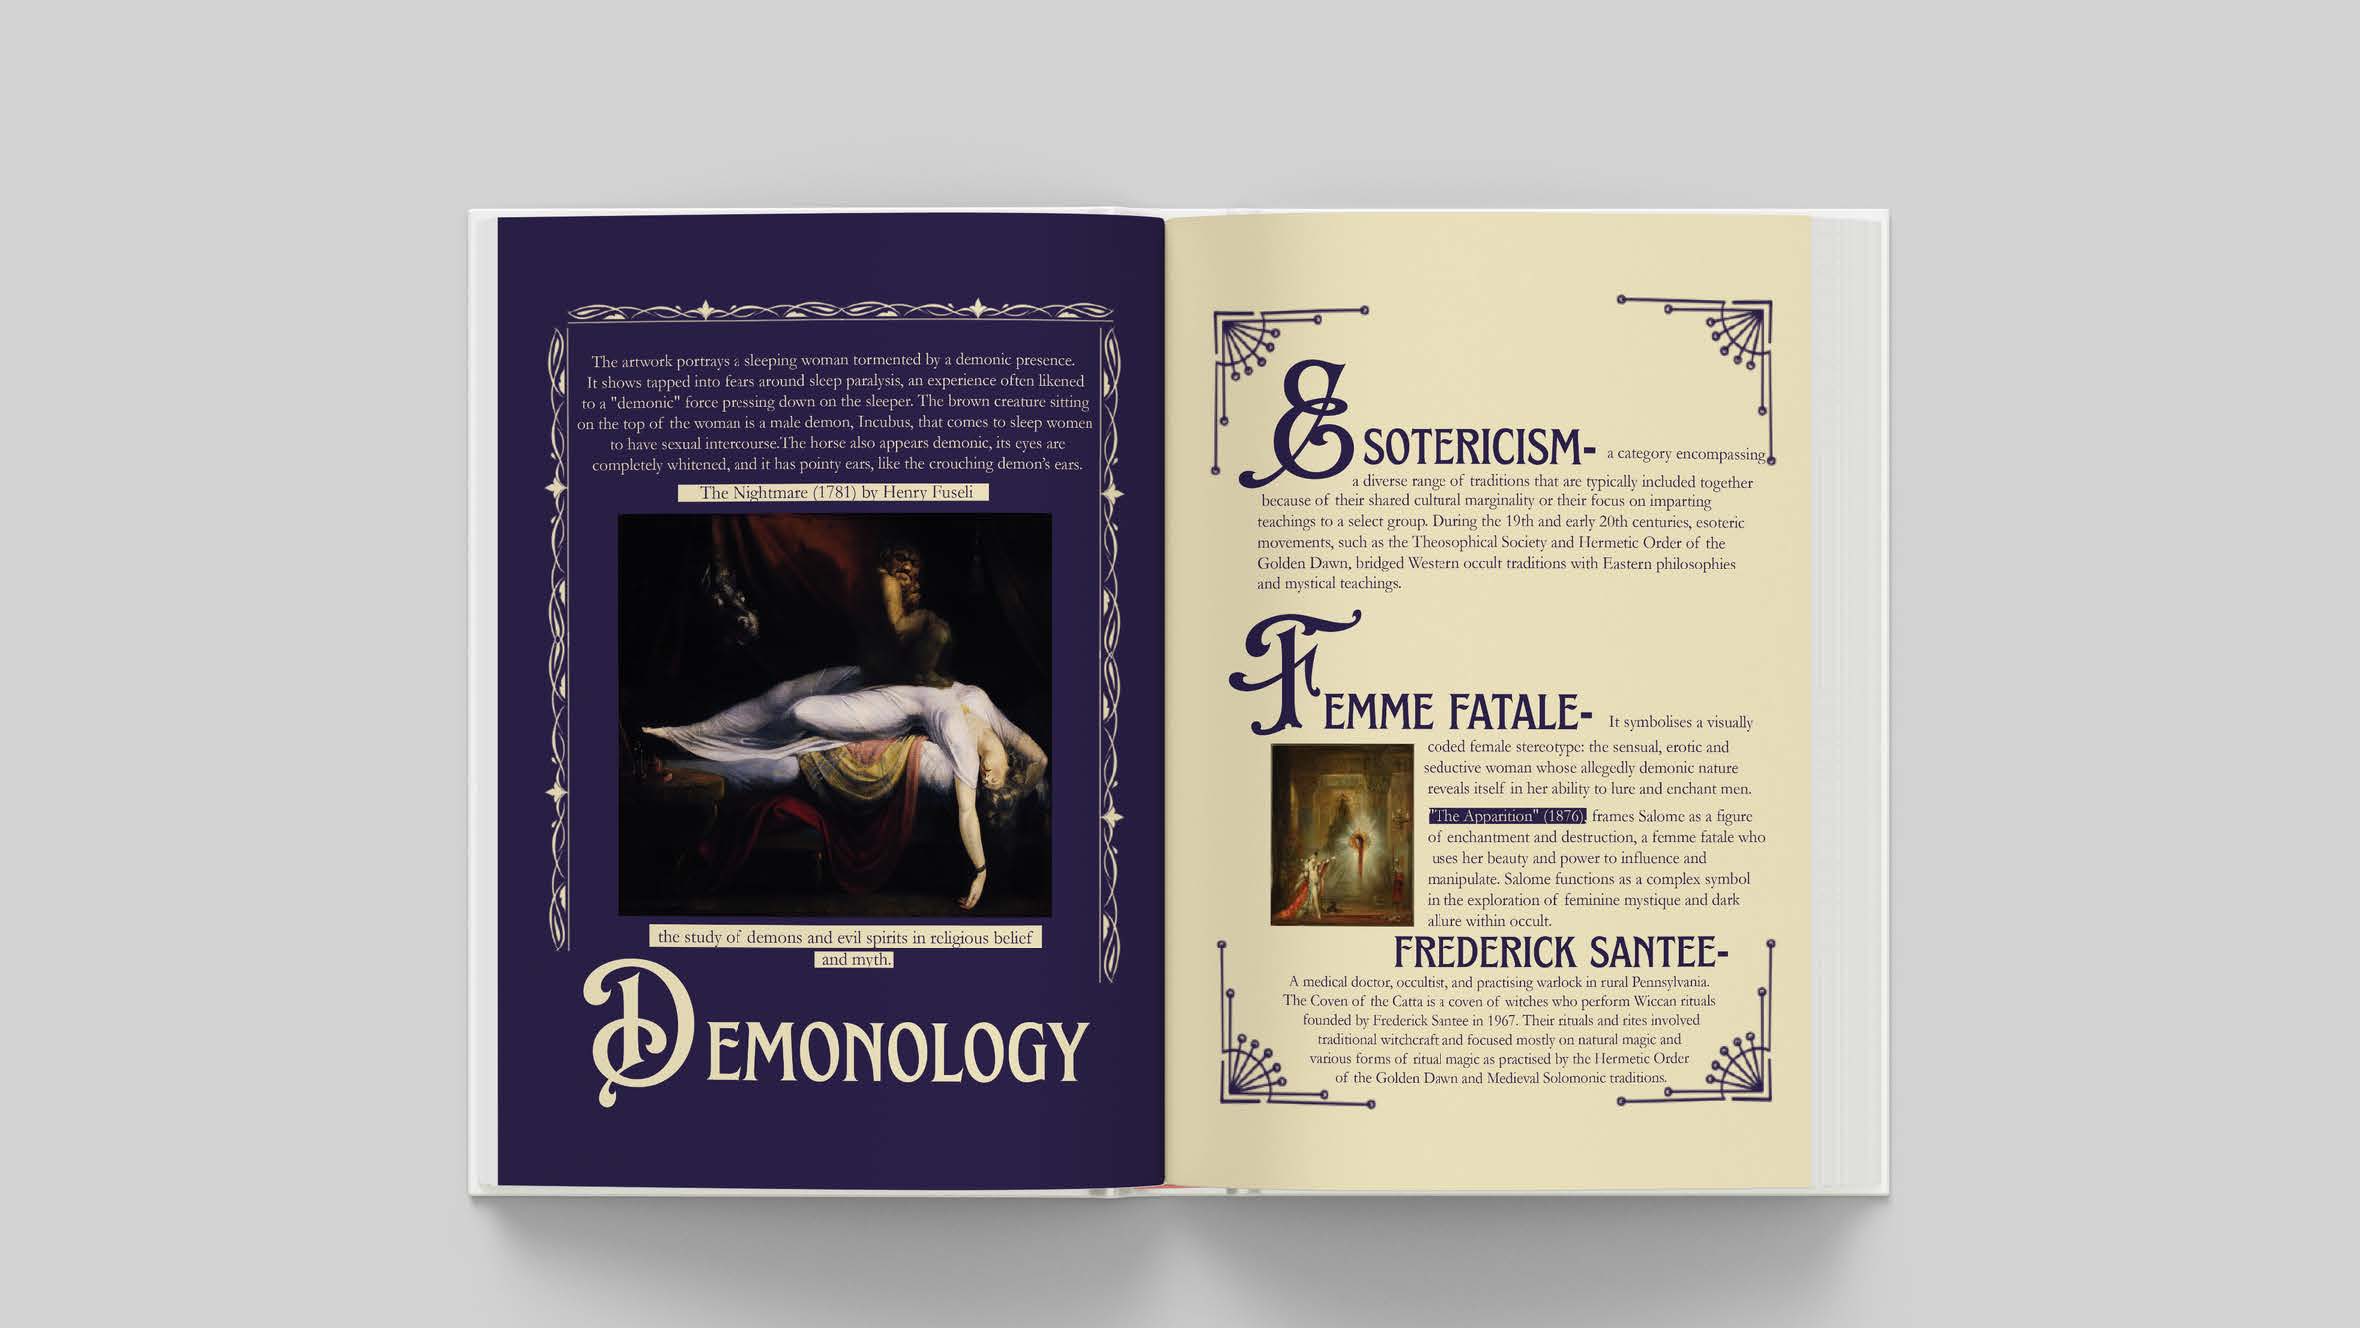 The artwork portrays a sleeping woman tormented by a demonic presence.
It shows tapped into fears around sleep paralysis, an experience often likened
to a "demonic" force pressing down on the sleeper. The brown creature sitting
on the top of the woman is a male demon, Incubus, that comes to sleep women
to have sexual intercourse.The horse also appears demonic, its eyes are
completely whitened, and it has pointy ears, like the crouching demon's ears.
The Nightmare (1781) by Henry Fuseli
the study of demons and evil spirits in religious belief
and myth.
DEMONOLOGY
ESOTERICISM- a category encompassing
a diverse range of traditions that are typically included together
because of their shared cultural marginality or their focus on imparting
teachings to a select group. During the 19th and early 20th centuries, esoteric
movements, such as the Theosophical Society and Hermetic Order of the
Golden Dawn, bridged Western occult traditions with Eastern philosophies
and mystical teachings.
FEMME FATALE- It symbolises a visually
coded female stereotype: the sensual, erotic and
seductive woman whose allegedly demonic nature
reveals itself in her ability to lure and enchant men.
"The Apparition" (1876), frames Salome as a figure
of enchantment and destruction, a femme fatale who
uses her beauty and power to influence and
manipulate. Salome functions as a complex symbol
in the exploration of feminine mystique and dark
allure within occult.
FREDERICK SANTEE-
A medical doctor, occultist, and practising warlock in rural Pennsylvania.
The Coven of the Catta is a coven of witches who perform Wiccan rituals
founded by Frederick Santee in 1967. Their rituals and rites involved
traditional witchcraft and focused mostly on natural magic and
various forms of ritual magic as practised by the Hermetic Order
of the Golden Dawn and Medieval Solomonic traditions.